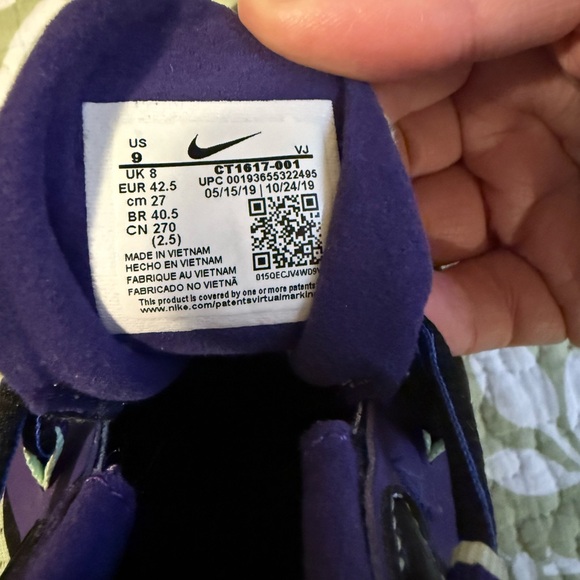 US
9
VJ
UK 8
CT1617-001
EUR 42.5
UPC 00193655322495
cm 27
05/15/19 | 10/24/19
BR 40.5
CN 270
(2.5)
MADE IN VIETNAM
HECHO EN VIETNAM
FABRIQUE AU VIETNAM
FABRICADO NO VIETNÃ
015QECJV4WD9V
This product is covered by one or more patents
www.nike.com/patentsvirtualmarking